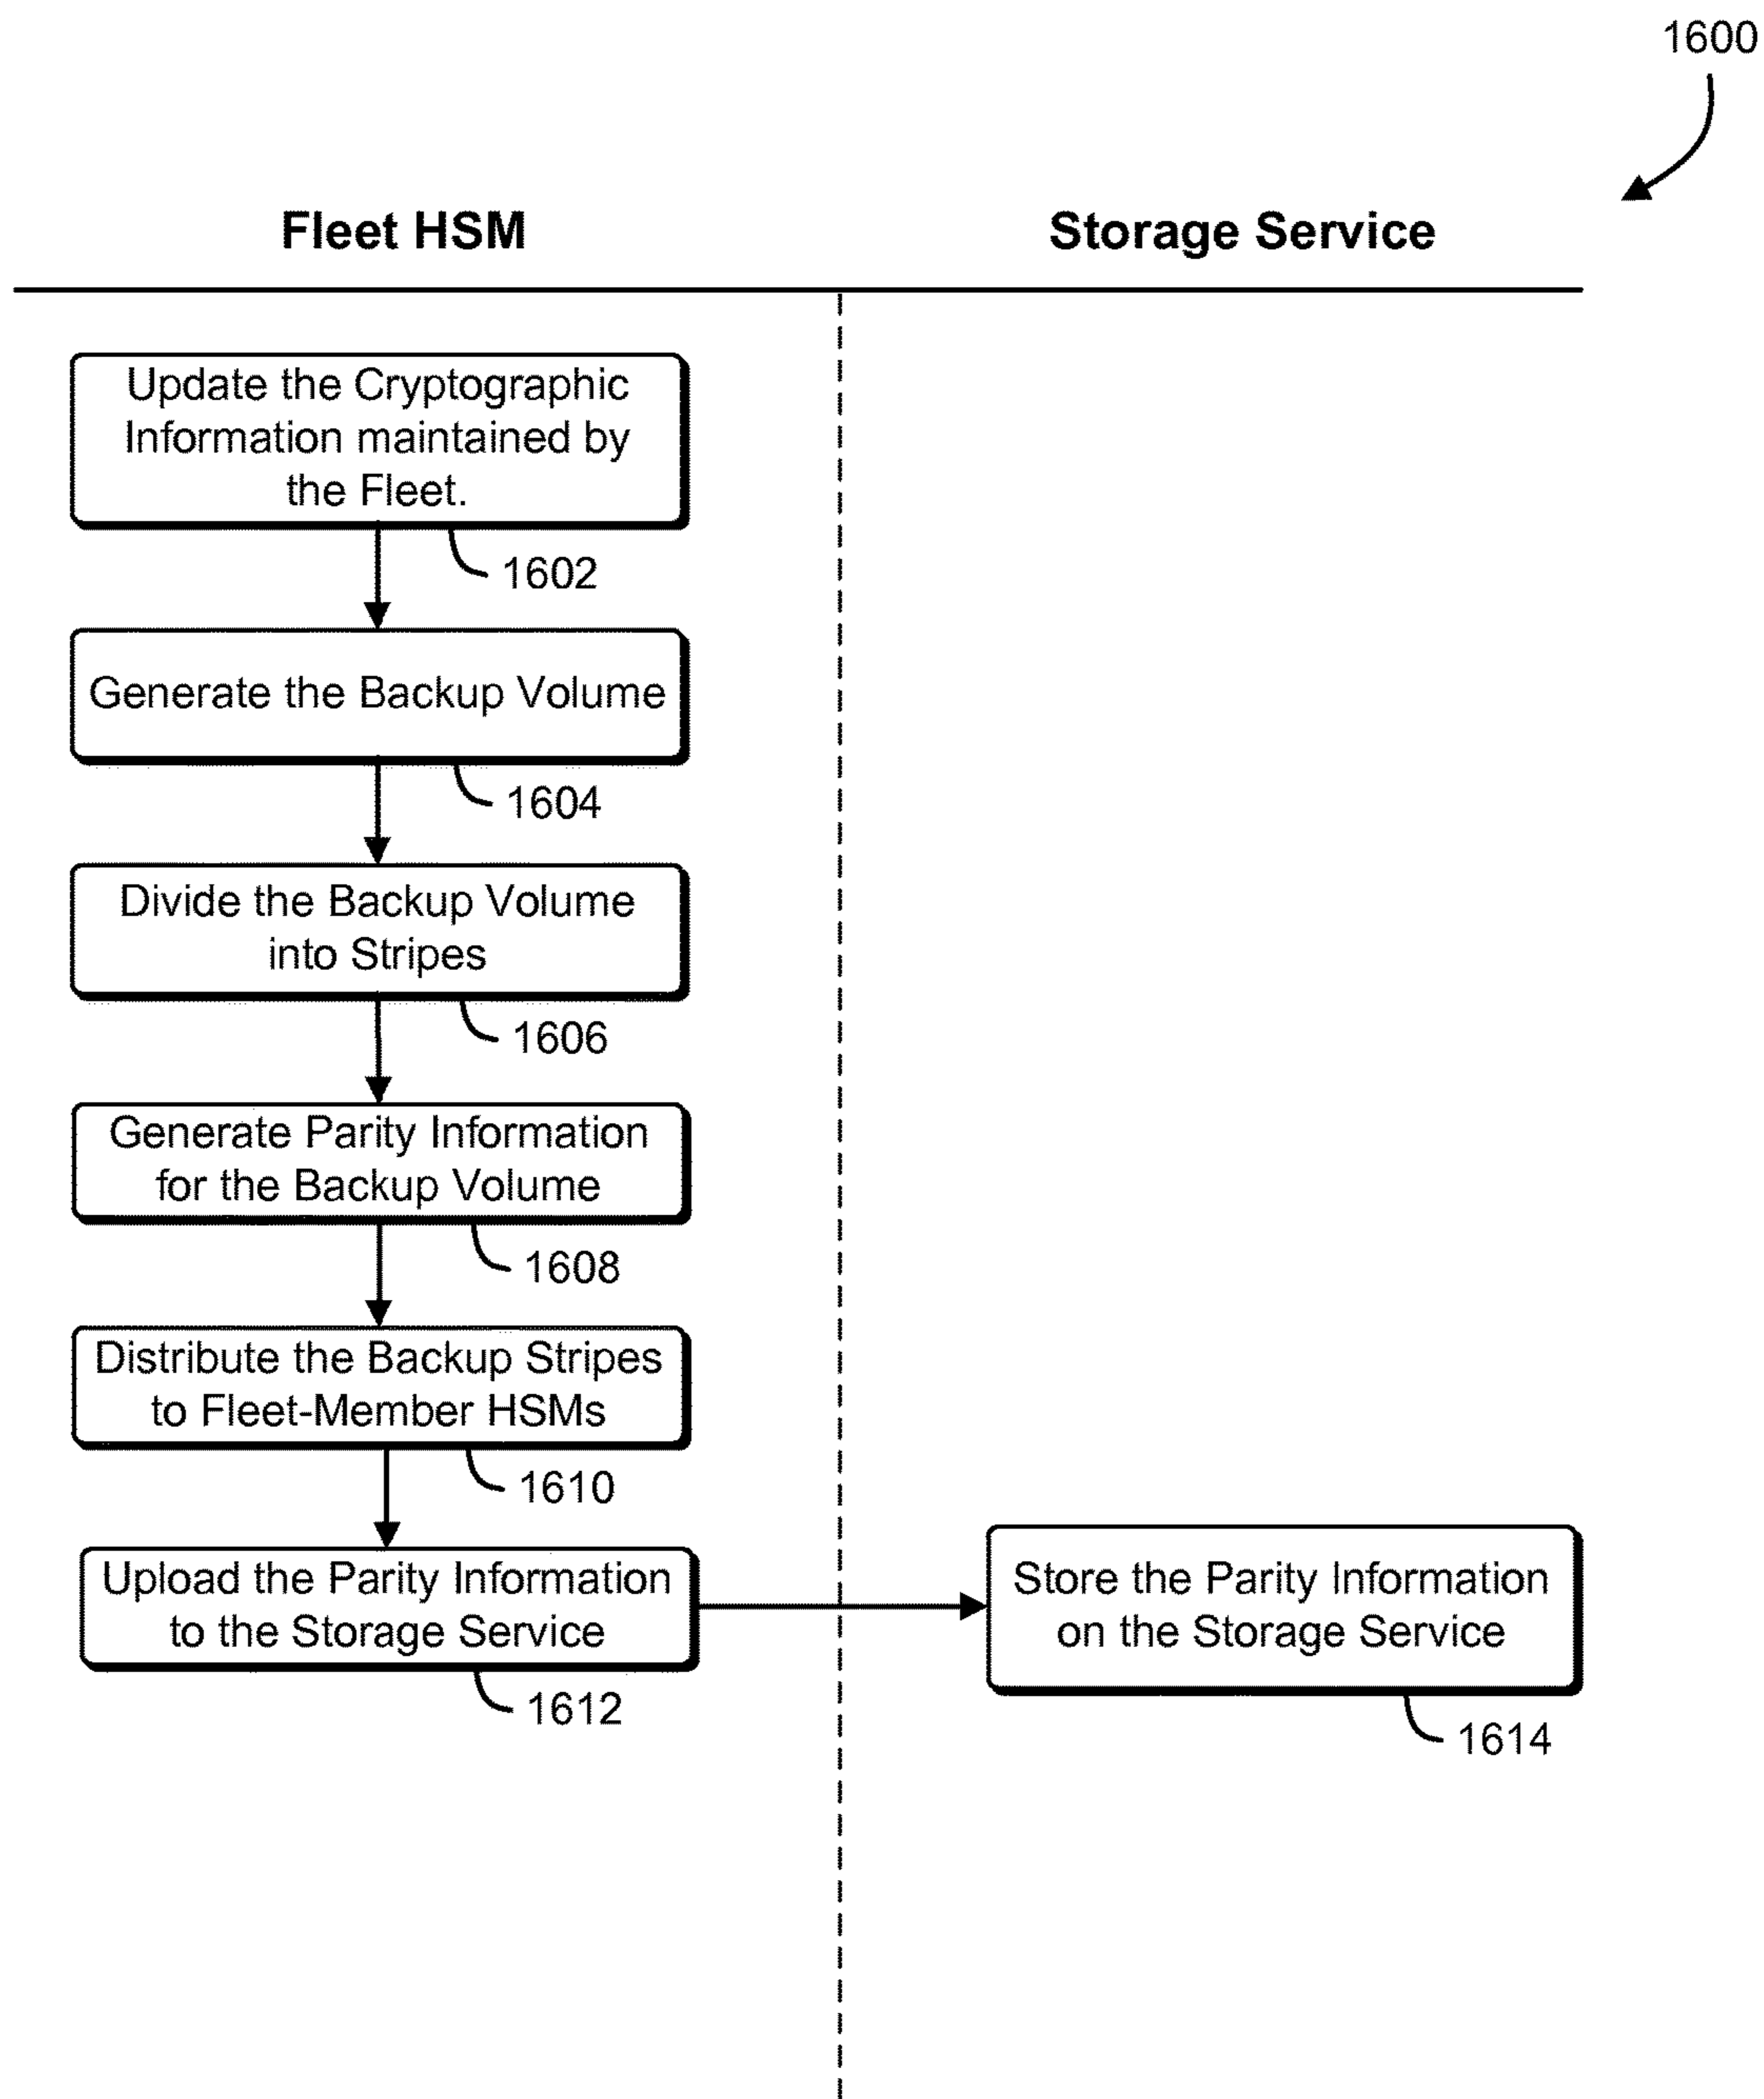 1600
Fleet HSM
Storage Service
Update the Cryptographic
Information maintained by
the Fleet.
1602
Generate the Backup Volume
1604
Divide the Backup Volume
into Stripes
1606
Generate Parity Information
for the Backup Volume
1608
Distribute the Backup Stripes
to Fleet-Member HSMs
1610
Upload the Parity Information
to the Storage Service
1612
Store the Parity Information
on the Storage Service
1614